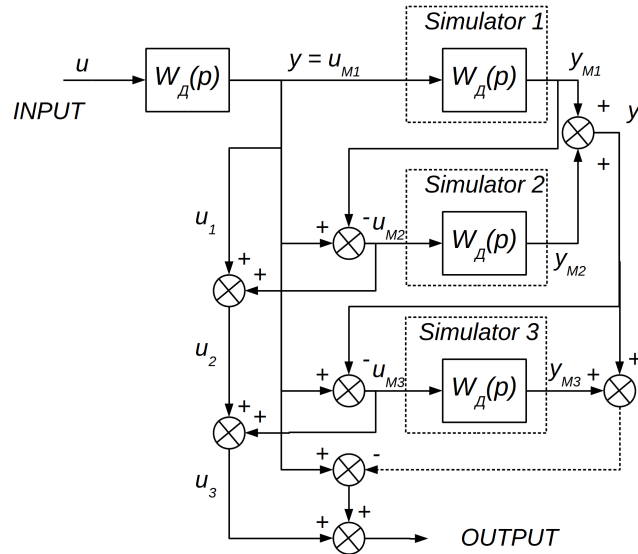 Simulator 1
u
W_Д(p)
y = u_M1
W_Д(p)
y_M1
INPUT
+
y
+
Simulator 2
u_1
+
-
u_M2
W_Д(p)
y_M2
+
+
Simulator 3
u_2
+
-
u_M3
W_Д(p)
y_M3
+
+
+
+
u_3
+
-
+
+
OUTPUT